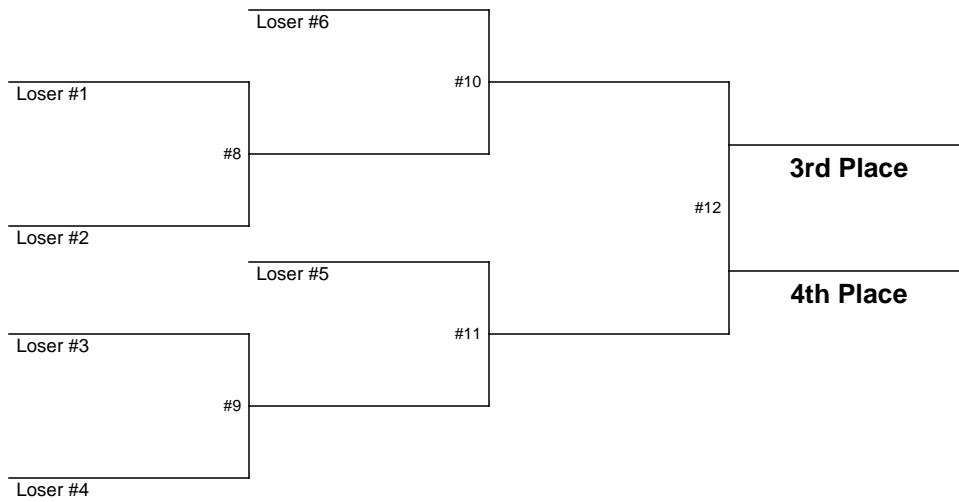 Loser #6
#10
Loser #1
#8
3rd Place
#12
Loser #2
Loser #5
4th Place
#11
Loser #3
#9
Loser #4